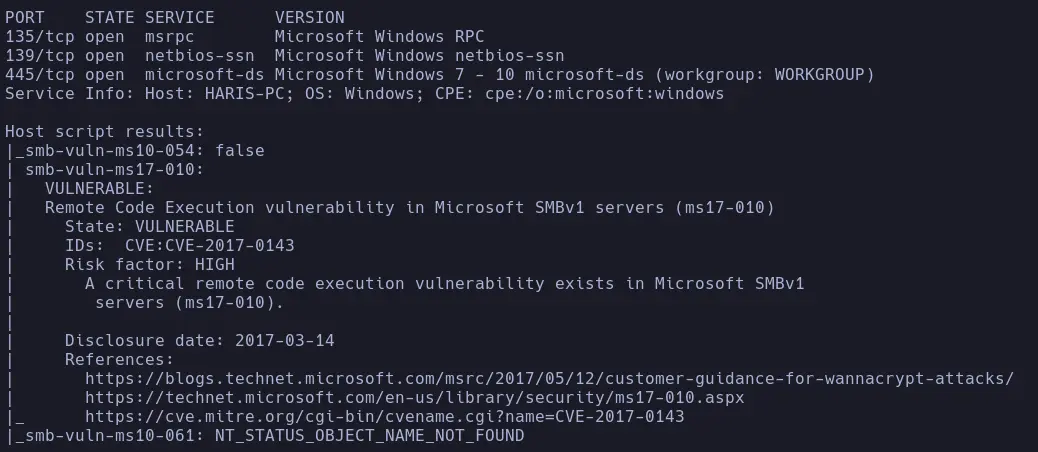 PORT    STATE SERVICE      VERSION
135/tcp open  msrpc        Microsoft Windows RPC
139/tcp open  netbios-ssn  Microsoft Windows netbios-ssn
445/tcp open  microsoft-ds Microsoft Windows 7 - 10 microsoft-ds (workgroup: WORKGROUP)
Service Info: Host: HARIS-PC; OS: Windows; CPE: cpe:/o:microsoft:windows

Host script results:
|_smb-vuln-ms10-054: false
| smb-vuln-ms17-010:
|   VULNERABLE:
|   Remote Code Execution vulnerability in Microsoft SMBv1 servers (ms17-010)
|     State: VULNERABLE
|     IDs:  CVE:CVE-2017-0143
|     Risk factor: HIGH
|       A critical remote code execution vulnerability exists in Microsoft SMBv1
|        servers (ms17-010).
|
|     Disclosure date: 2017-03-14
|     References:
|       https://blogs.technet.microsoft.com/msrc/2017/05/12/customer-guidance-for-wannacrypt-attacks/
|       https://technet.microsoft.com/en-us/library/security/ms17-010.aspx
|_      https://cve.mitre.org/cgi-bin/cvename.cgi?name=CVE-2017-0143
|_smb-vuln-ms10-061: NT_STATUS_OBJECT_NAME_NOT_FOUND